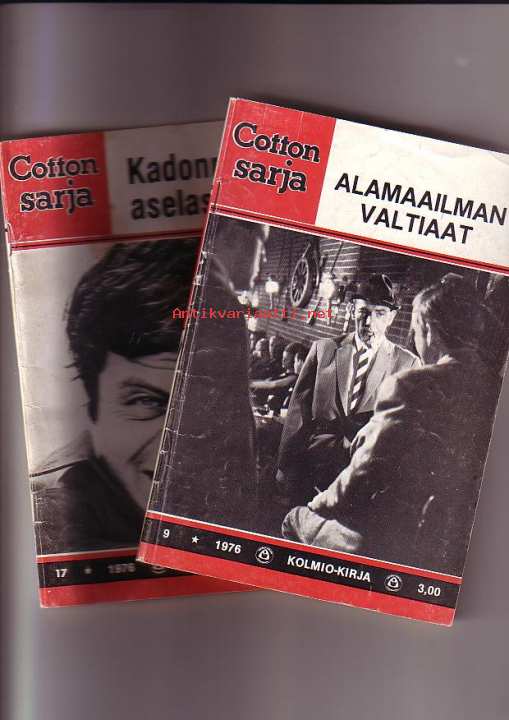 Cotton
sarja
Kadonn
aselas
17 ★ 1976
Cotton
sarja
ALAMAAILMAN
VALTIAAT
Antikvariaatti.net
9 ★ 1976 KOLMIO-KIRJA 3,00